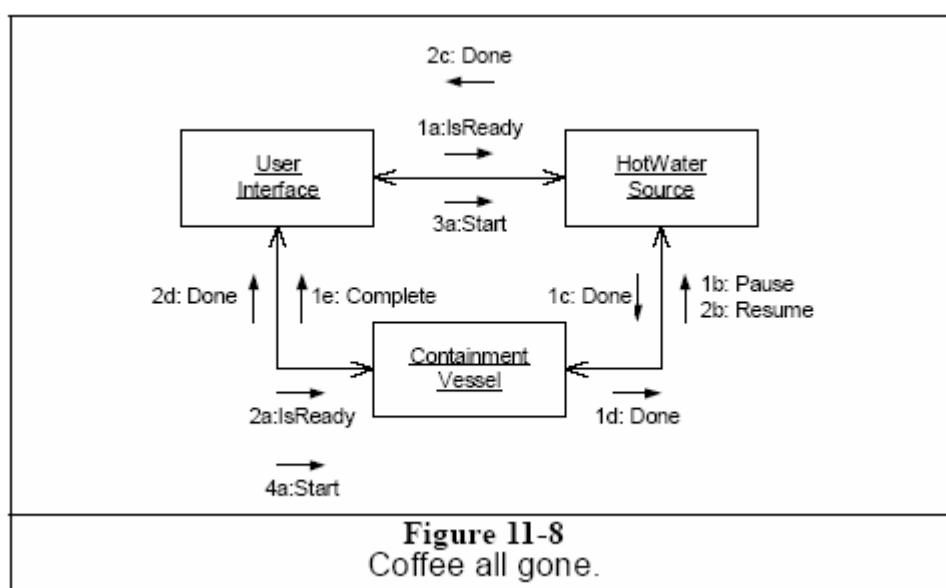 2c: Done
1a:IsReady
User
Interface
HotWater
Source
3a:Start
2d: Done
1e: Complete
1c: Done
1b: Pause
2b: Resume
Containment
Vessel
2a:IsReady
1d: Done
4a:Start
Figure 11-8
Coffee all gone.